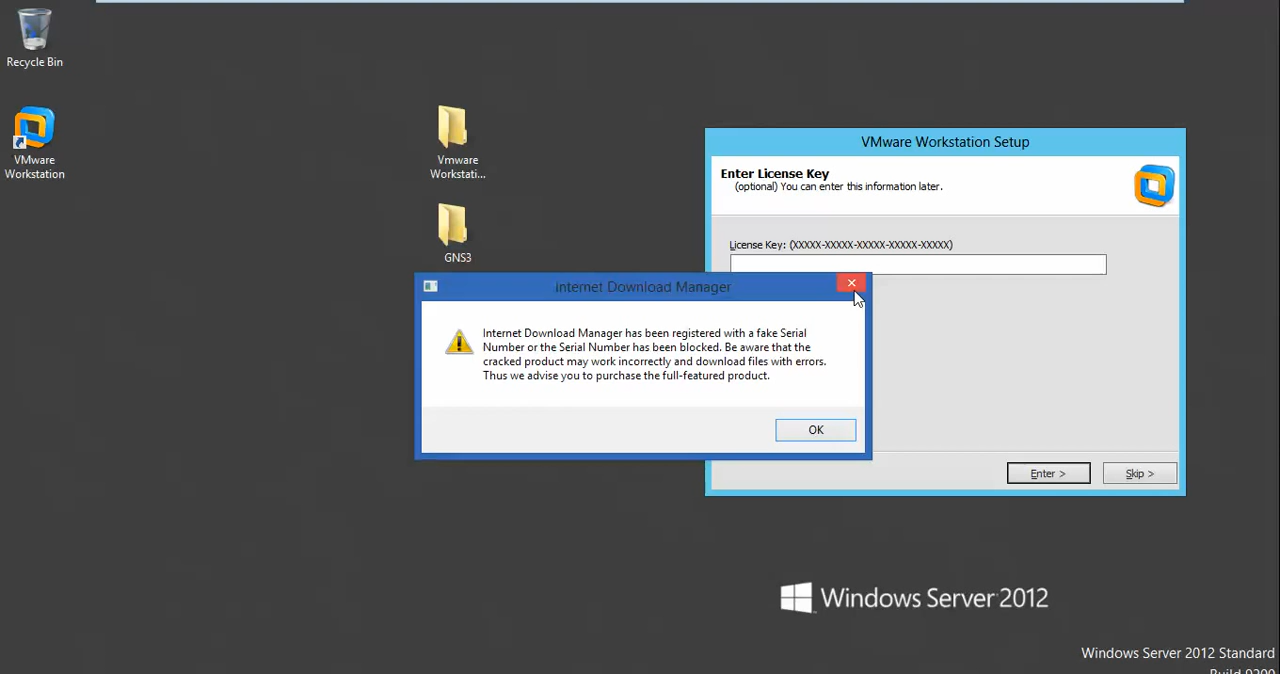 Recycle Bin
VMware
Workstation
Vmware
Workstati...
GNS3
VMware Workstation Setup
Enter License Key
(optional) You can enter this information later.
License Key: (XXXXX-XXXXX-XXXXX-XXXXX-XXXXX)
Internet Download Manager
Internet Download Manager has been registered with a fake Serial
Number or the Serial Number has been blocked. Be aware that the
cracked product may work incorrectly and download files with errors.
Thus we advise you to purchase the full-featured product.
OK
Enter >
Skip >
Windows Server 2012
Windows Server 2012 Standard
Build 9200